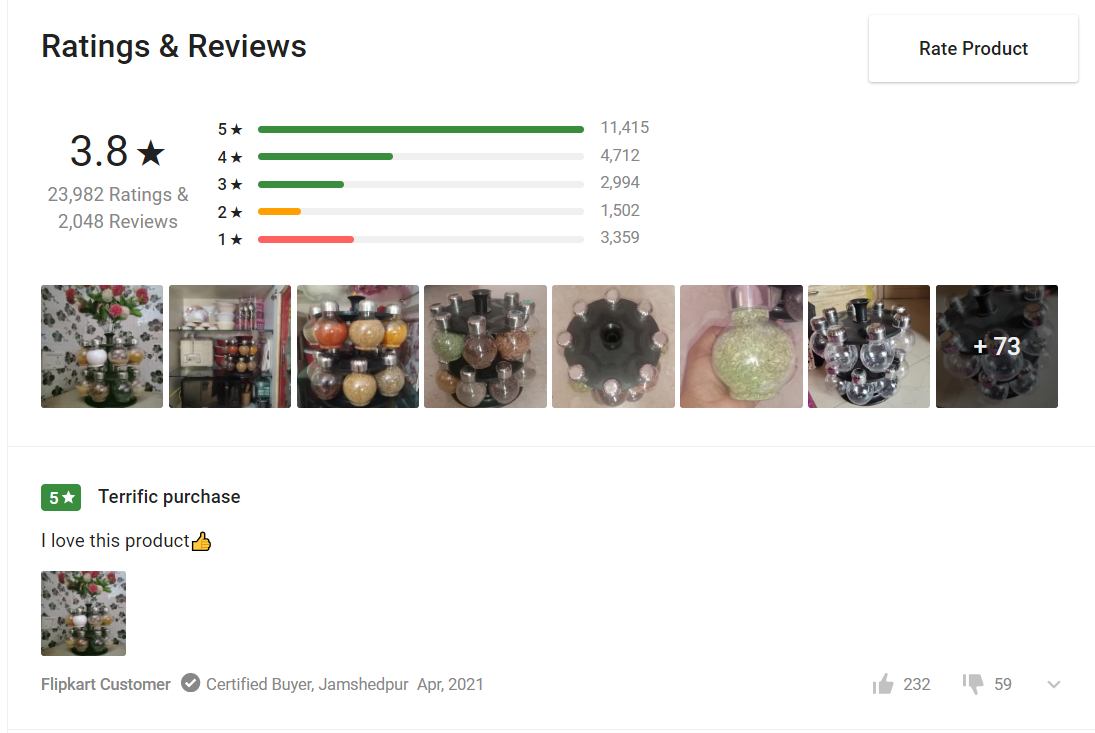 Ratings & Reviews
Rate Product
3.8 ★
23,982 Ratings &
2,048 Reviews
5 ★ 11,415
4 ★ 4,712
3 ★ 2,994
2 ★ 1,502
1 ★ 3,359
+ 73
5 ★ Terrific purchase
I love this product👍
Flipkart Customer Certified Buyer, Jamshedpur Apr, 2021
232 59